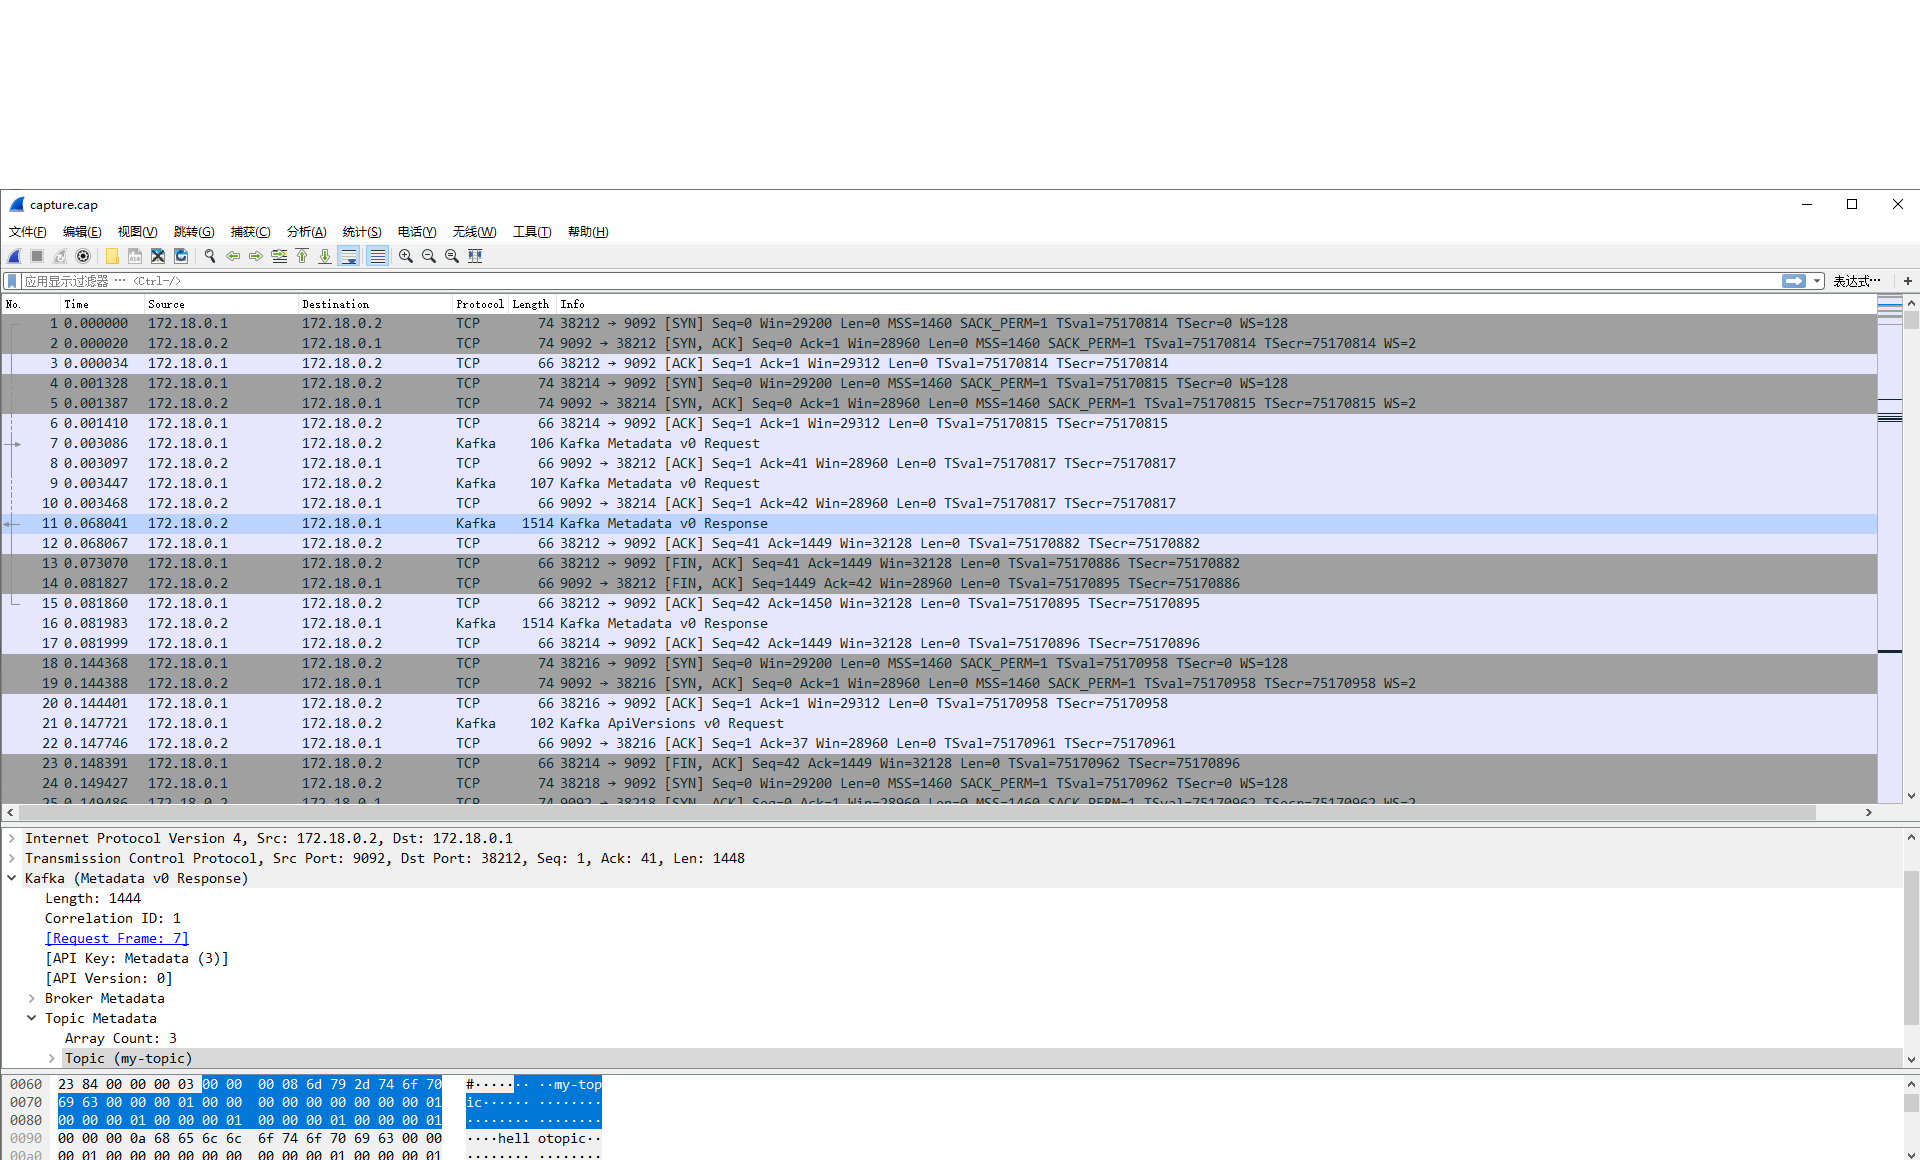 capture.cap
文件(F) 编辑(E) 视图(V) 跳转(G) 捕获(C) 分析(A) 统计(S) 电话(Y) 无线(W) 工具(T) 帮助(H)
应用显示过滤器 … <Ctrl-/> 表达式… +
No. Time Source Destination Protocol Length Info
1 0.000000 172.18.0.1 172.18.0.2 TCP 74 38212 → 9092 [SYN] Seq=0 Win=29200 Len=0 MSS=1460 SACK_PERM=1 TSval=75170814 TSecr=0 WS=128
2 0.000020 172.18.0.2 172.18.0.1 TCP 74 9092 → 38212 [SYN, ACK] Seq=0 Ack=1 Win=28960 Len=0 MSS=1460 SACK_PERM=1 TSval=75170814 TSecr=75170814 WS=2
3 0.000034 172.18.0.1 172.18.0.2 TCP 66 38212 → 9092 [ACK] Seq=1 Ack=1 Win=29312 Len=0 TSval=75170814 TSecr=75170814
4 0.001328 172.18.0.1 172.18.0.2 TCP 74 38214 → 9092 [SYN] Seq=0 Win=29200 Len=0 MSS=1460 SACK_PERM=1 TSval=75170815 TSecr=0 WS=128
5 0.001387 172.18.0.2 172.18.0.1 TCP 74 9092 → 38214 [SYN, ACK] Seq=0 Ack=1 Win=28960 Len=0 MSS=1460 SACK_PERM=1 TSval=75170815 TSecr=75170815 WS=2
6 0.001410 172.18.0.1 172.18.0.2 TCP 66 38214 → 9092 [ACK] Seq=1 Ack=1 Win=29312 Len=0 TSval=75170815 TSecr=75170815
7 0.003086 172.18.0.1 172.18.0.2 Kafka 106 Kafka Metadata v0 Request
8 0.003097 172.18.0.2 172.18.0.1 TCP 66 9092 → 38212 [ACK] Seq=1 Ack=41 Win=28960 Len=0 TSval=75170817 TSecr=75170817
9 0.003447 172.18.0.1 172.18.0.2 Kafka 107 Kafka Metadata v0 Request
10 0.003468 172.18.0.2 172.18.0.1 TCP 66 9092 → 38214 [ACK] Seq=1 Ack=42 Win=28960 Len=0 TSval=75170817 TSecr=75170817
11 0.068041 172.18.0.2 172.18.0.1 Kafka 1514 Kafka Metadata v0 Response
12 0.068067 172.18.0.1 172.18.0.2 TCP 66 38212 → 9092 [ACK] Seq=41 Ack=1449 Win=32128 Len=0 TSval=75170882 TSecr=75170882
13 0.073070 172.18.0.1 172.18.0.2 TCP 66 38212 → 9092 [FIN, ACK] Seq=41 Ack=1449 Win=32128 Len=0 TSval=75170886 TSecr=75170882
14 0.081827 172.18.0.2 172.18.0.1 TCP 66 9092 → 38212 [FIN, ACK] Seq=1449 Ack=42 Win=28960 Len=0 TSval=75170895 TSecr=75170886
15 0.081860 172.18.0.1 172.18.0.2 TCP 66 38212 → 9092 [ACK] Seq=42 Ack=1450 Win=32128 Len=0 TSval=75170895 TSecr=75170895
16 0.081983 172.18.0.2 172.18.0.1 Kafka 1514 Kafka Metadata v0 Response
17 0.081999 172.18.0.1 172.18.0.2 TCP 66 38214 → 9092 [ACK] Seq=42 Ack=1449 Win=32128 Len=0 TSval=75170896 TSecr=75170896
18 0.144368 172.18.0.1 172.18.0.2 TCP 74 38216 → 9092 [SYN] Seq=0 Win=29200 Len=0 MSS=1460 SACK_PERM=1 TSval=75170958 TSecr=0 WS=128
19 0.144388 172.18.0.2 172.18.0.1 TCP 74 9092 → 38216 [SYN, ACK] Seq=0 Ack=1 Win=28960 Len=0 MSS=1460 SACK_PERM=1 TSval=75170958 TSecr=75170958 WS=2
20 0.144401 172.18.0.1 172.18.0.2 TCP 66 38216 → 9092 [ACK] Seq=1 Ack=1 Win=29312 Len=0 TSval=75170958 TSecr=75170958
21 0.147721 172.18.0.1 172.18.0.2 Kafka 102 Kafka ApiVersions v0 Request
22 0.147746 172.18.0.2 172.18.0.1 TCP 66 9092 → 38216 [ACK] Seq=1 Ack=37 Win=28960 Len=0 TSval=75170961 TSecr=75170961
23 0.148391 172.18.0.1 172.18.0.2 TCP 66 38214 → 9092 [FIN, ACK] Seq=42 Ack=1449 Win=32128 Len=0 TSval=75170962 TSecr=75170896
24 0.149427 172.18.0.1 172.18.0.2 TCP 74 38218 → 9092 [SYN] Seq=0 Win=29200 Len=0 MSS=1460 SACK_PERM=1 TSval=75170962 TSecr=0 WS=128
25 0.149486 172.18.0.2 172.18.0.1 TCP 74 9092 → 38218 [SYN, ACK] Seq=0 Ack=1 Win=28960 Len=0 MSS=1460 SACK_PERM=1 TSval=75170962 TSecr=75170962 WS=2
Internet Protocol Version 4, Src: 172.18.0.2, Dst: 172.18.0.1
Transmission Control Protocol, Src Port: 9092, Dst Port: 38212, Seq: 1, Ack: 41, Len: 1448
Kafka (Metadata v0 Response)
Length: 1444
Correlation ID: 1
[Request Frame: 7]
[API Key: Metadata (3)]
[API Version: 0]
Broker Metadata
Topic Metadata
Array Count: 3
Topic (my-topic)
0060 23 84 00 00 00 03 00 00 00 08 6d 79 2d 74 6f 70 #······· ··my-top
0070 69 63 00 00 00 01 00 00 00 00 00 00 00 00 00 01 ic······ ········
0080 00 00 00 01 00 00 00 01 00 00 00 01 00 00 00 01 ········ ········
0090 00 00 00 0a 68 65 6c 6c 6f 74 6f 70 69 63 00 00 ····hell otopic··
00a0 00 01 00 00 00 00 00 00 00 00 00 01 00 00 00 01 ········ ········